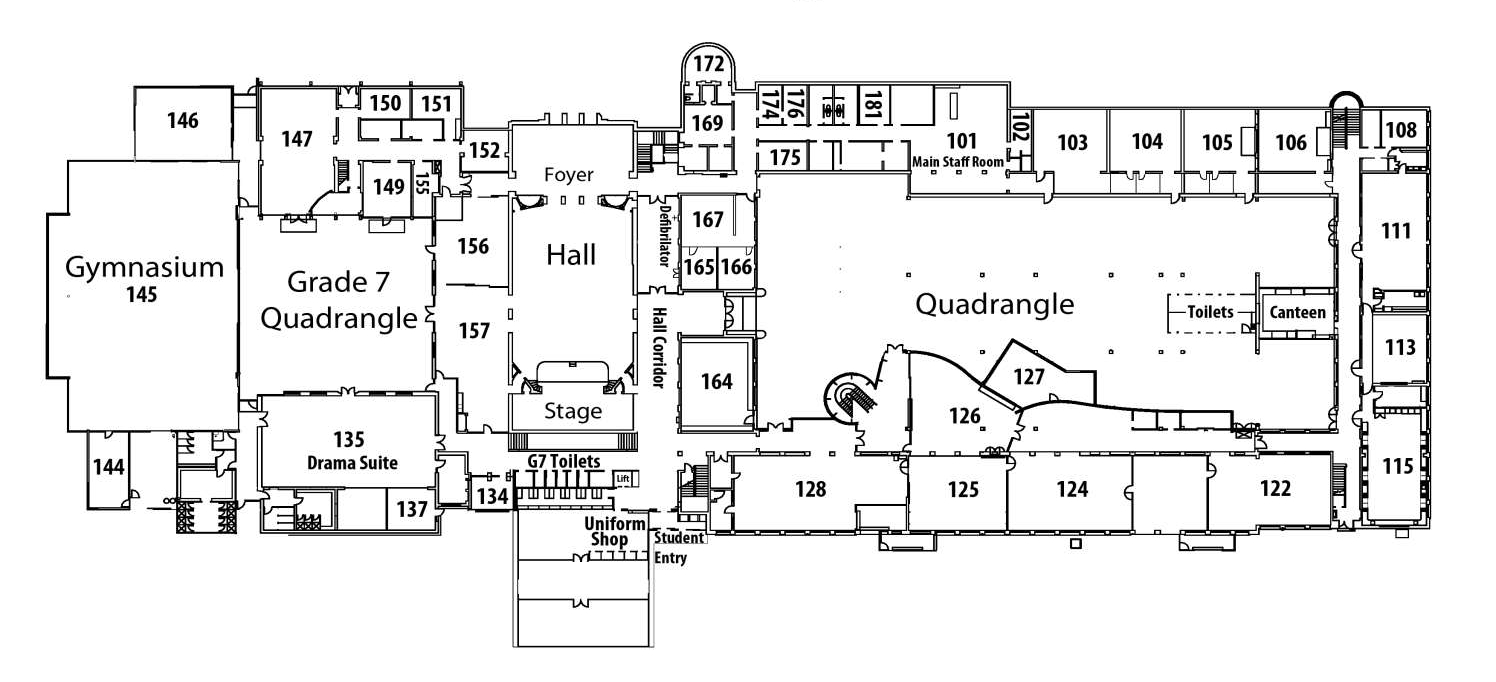 172
146
147
150
151
152
169
174
176
181
175
101
Main Staff Room
102
103
104
105
106
108
149
155
Foyer
156
Hall
Defibrilator
167
165
166
111
Gymnasium
145
Grade 7
Quadrangle
157
Hall Corridor
Quadrangle
Toilets
Canteen
113
164
127
126
Stage
144
135
Drama Suite
137
134
G7 Toilets
Lift
128
125
124
122
115
Uniform
Shop
Student
Entry